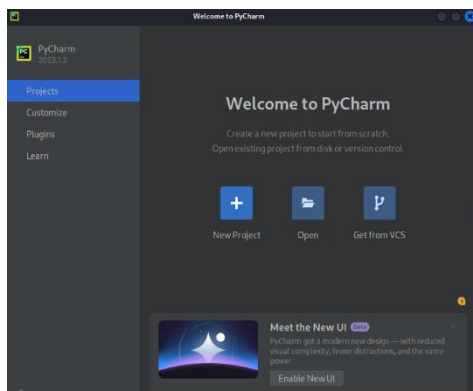 Welcome to PyCharm
PC
PyCharm
2023.1.2
Projects
Customize
Plugins
Learn
Welcome to PyCharm
Create a new project to start from scratch.
Open existing project from disk or version control.
New Project
Open
Get from VCS
Meet the New UI Beta
PyCharm got a modern new design — with reduced
visual complexity, fewer distractions, and the same
power
Enable New UI